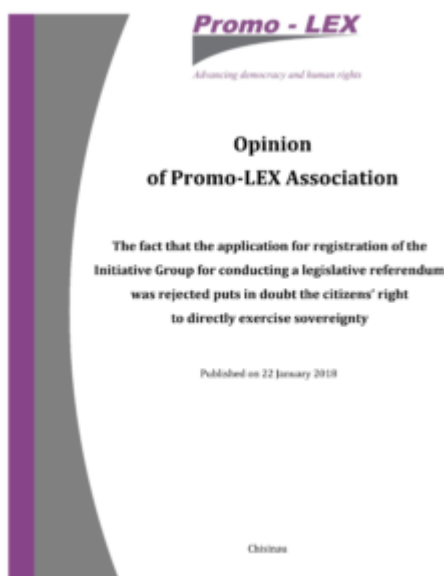 Promo - LEX
Advancing democracy and human rights
Opinion
of Promo-LEX Association
The fact that the application for registration of the
Initiative Group for conducting a legislative referendum
was rejected puts in doubt the citizens' right
to directly exercise sovereignty
Published on 22 January 2018
Chisinau